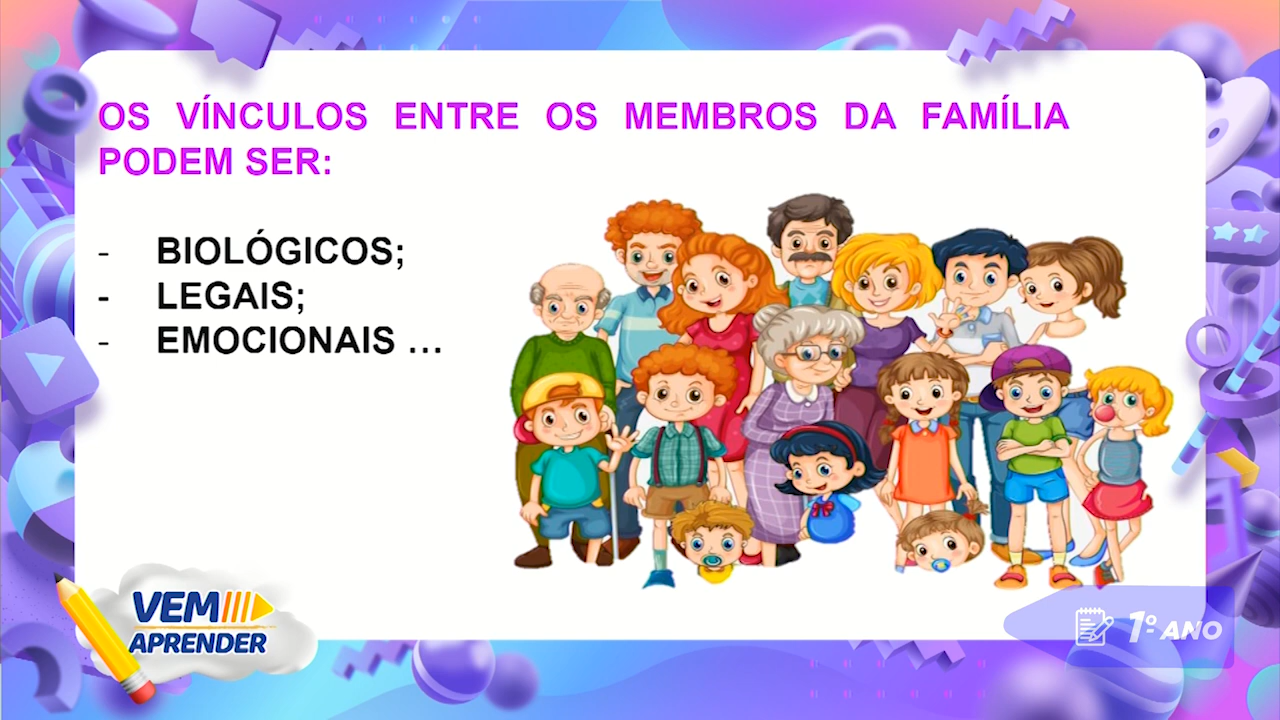 OS VÍNCULOS ENTRE OS MEMBROS DA FAMÍLIA
PODEM SER:
- BIOLÓGICOS;
- LEGAIS;
- EMOCIONAIS ...
VEM
APRENDER
1º ANO